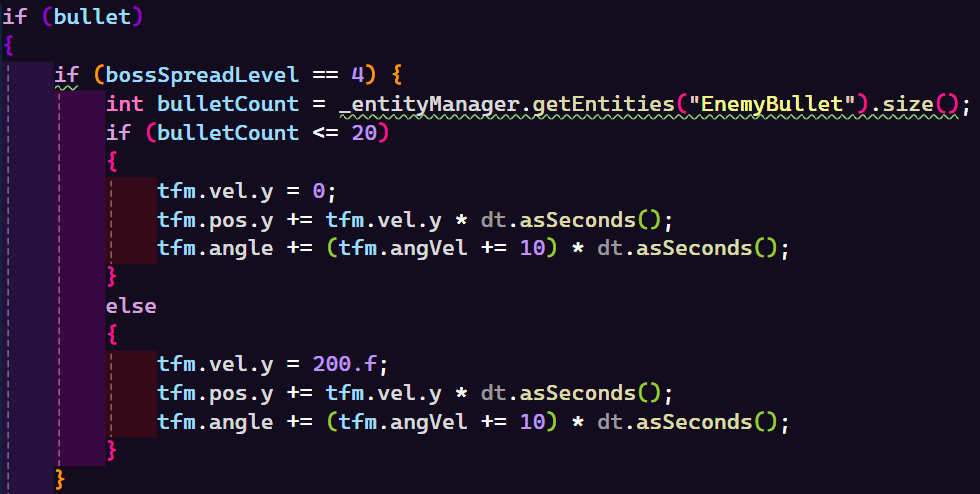 if (bullet)
{
if (bossSpreadLevel == 4) {
int bulletCount = _entityManager.getEntities("EnemyBullet").size();
if (bulletCount <= 20)
{
tfm.vel.y = 0;
tfm.pos.y += tfm.vel.y * dt.asSeconds();
tfm.angle += (tfm.angVel += 10) * dt.asSeconds();
}
else
{
tfm.vel.y = 200.f;
tfm.pos.y += tfm.vel.y * dt.asSeconds();
tfm.angle += (tfm.angVel += 10) * dt.asSeconds();
}
}